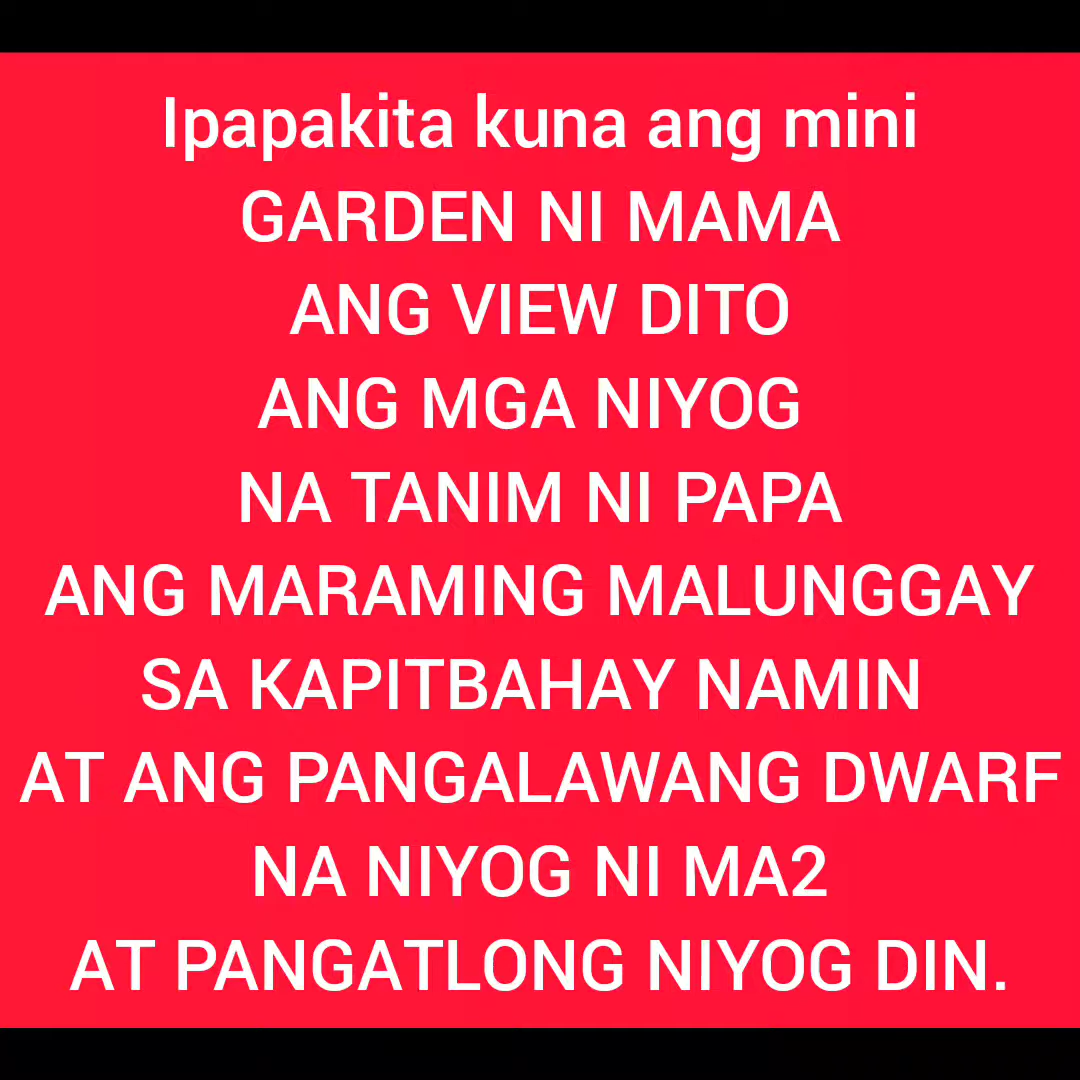 Ipapakita kuna ang mini
GARDEN NI MAMA
ANG VIEW DITO
ANG MGA NIYOG
NA TANIM NI PAPA
ANG MARAMING MALUNGGAY
SA KAPITBAHAY NAMIN
AT ANG PANGALAWANG DWARF
NA NIYOG NI MA2
AT PANGATLONG NIYOG DIN.